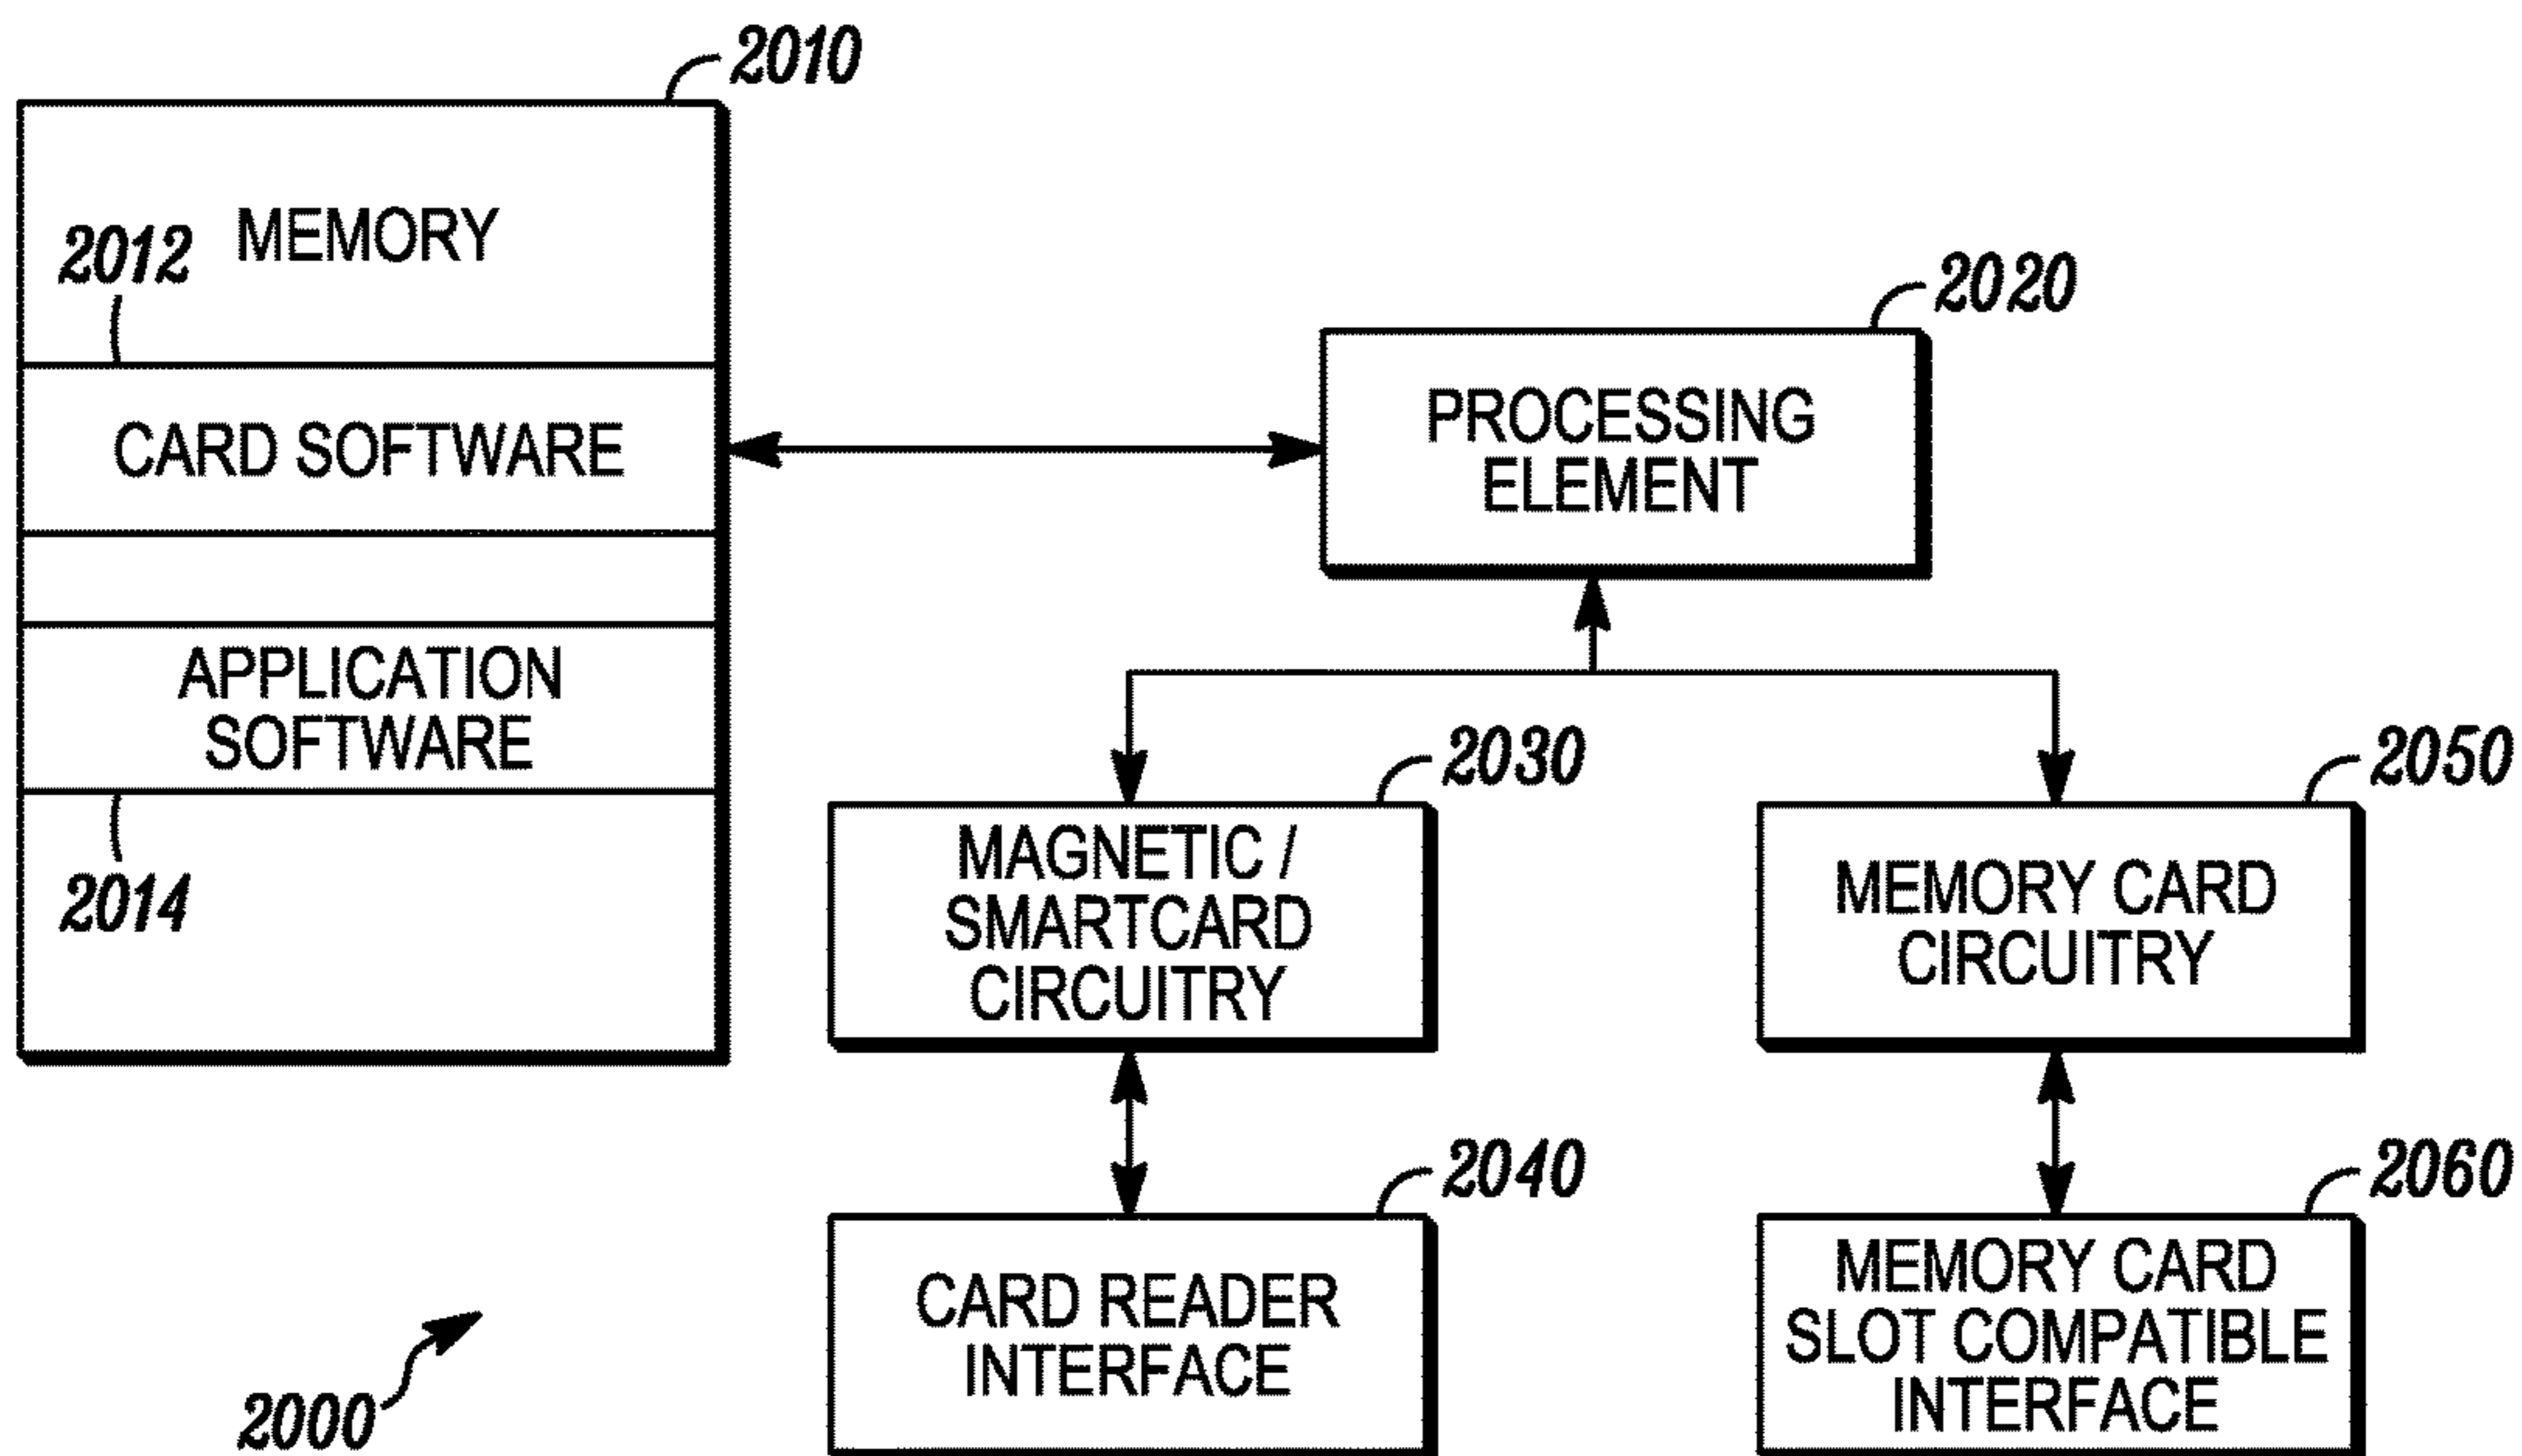 2010
MEMORY
2012
CARD SOFTWARE
APPLICATION
SOFTWARE
2014
2020
PROCESSING
ELEMENT
2030
MAGNETIC /
SMARTCARD
CIRCUITRY
2050
MEMORY CARD
CIRCUITRY
2040
CARD READER
INTERFACE
2060
MEMORY CARD
SLOT COMPATIBLE
INTERFACE
2000